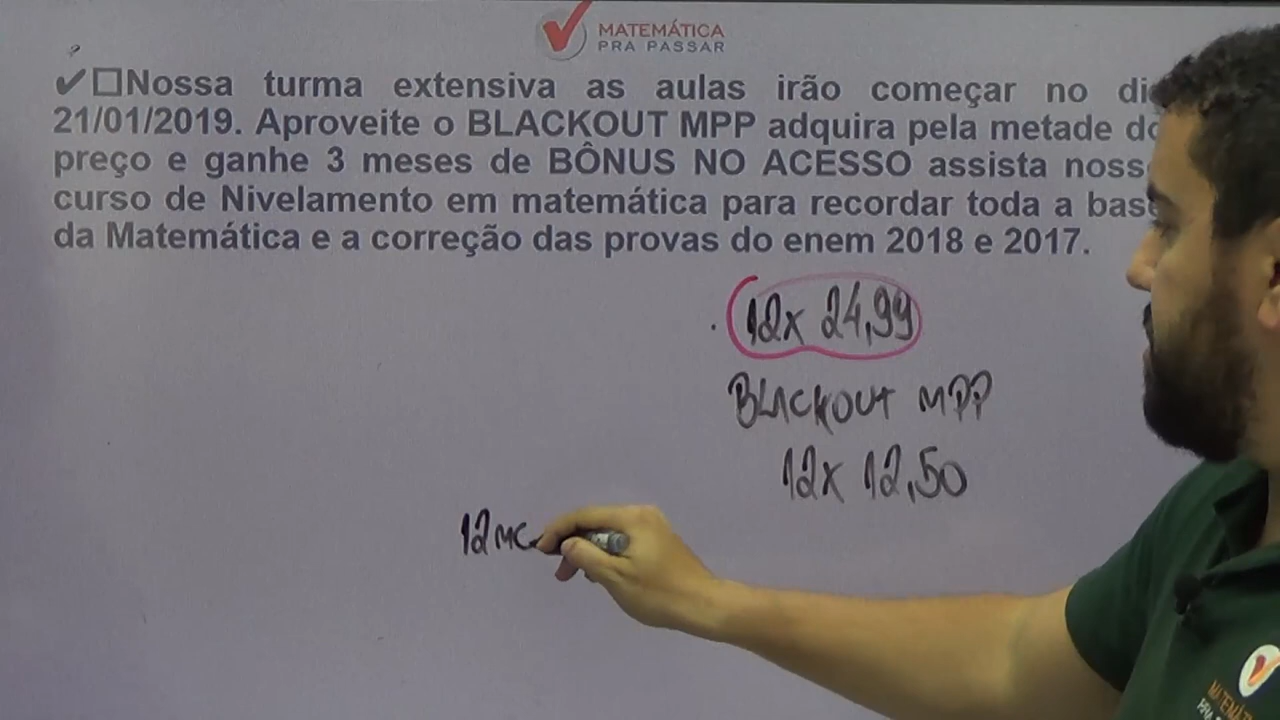 MATEMÁTICA
PRA PASSAR
✔☐Nossa turma extensiva as aulas irão começar no
21/01/2019. Aproveite o BLACKOUT MPP adquira pela metade
preço e ganhe 3 meses de BÔNUS NO ACESSO assista
curso de Nivelamento em matemática para recordar toda a
da Matemática e a correção das provas do enem 2018 e 2017.
12x 24,99
BLACKOUT MPP
12x 12,50
12